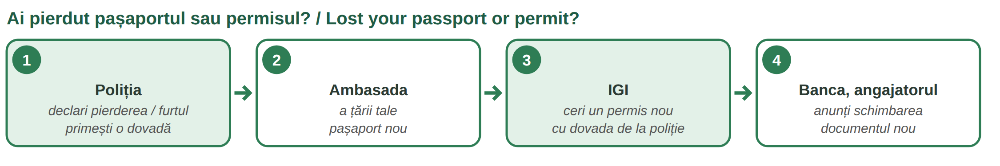 Ai pierdut pașaportul sau permisul? / Lost your passport or permit?
1
Poliția
declari pierderea / furtul
primești o dovadă
2
Ambasada
a țării tale
pașaport nou
3
IGI
ceri un permis nou
cu dovada de la poliție
4
Banca, angajatorul
anunți schimbarea
documentul nou